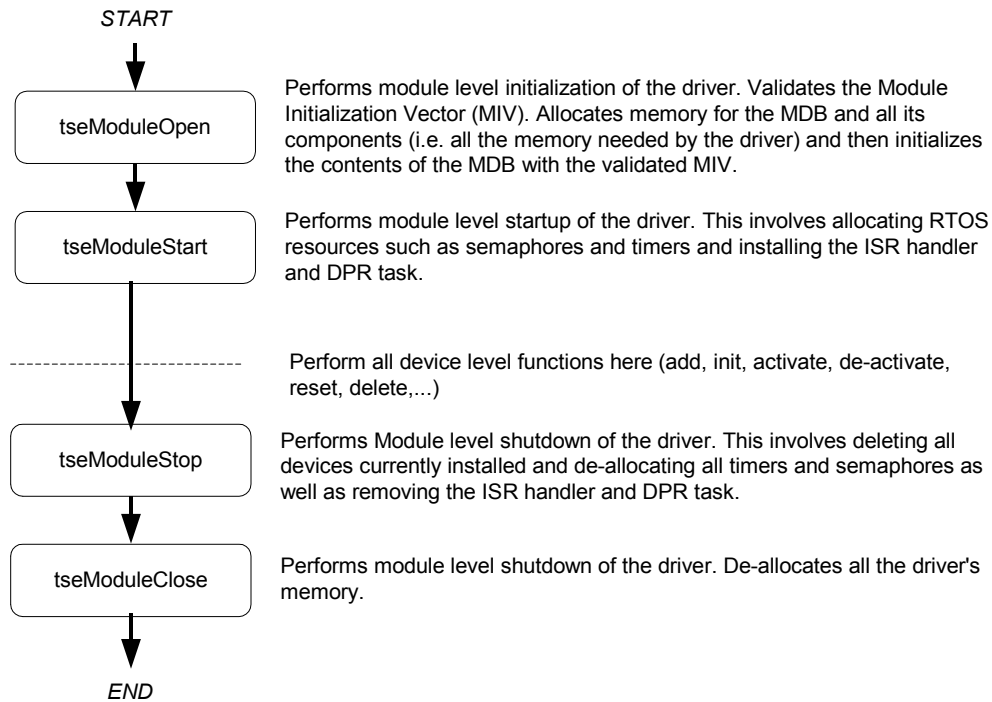 START
tseModuleOpen
Performs module level initialization of the driver. Validates the Module
Initialization Vector (MIV). Allocates memory for the MDB and all its
components (i.e. all the memory needed by the driver) and then initializes
the contents of the MDB with the validated MIV.
tseModuleStart
Performs module level startup of the driver. This involves allocating RTOS
resources such as semaphores and timers and installing the ISR handler
and DPR task.
Perform all device level functions here (add, init, activate, de-activate,
reset, delete,...)
tseModuleStop
Performs Module level shutdown of the driver. This involves deleting all
devices currently installed and de-allocating all timers and semaphores as
well as removing the ISR handler and DPR task.
tseModuleClose
Performs module level shutdown of the driver. De-allocates all the driver's
memory.
END